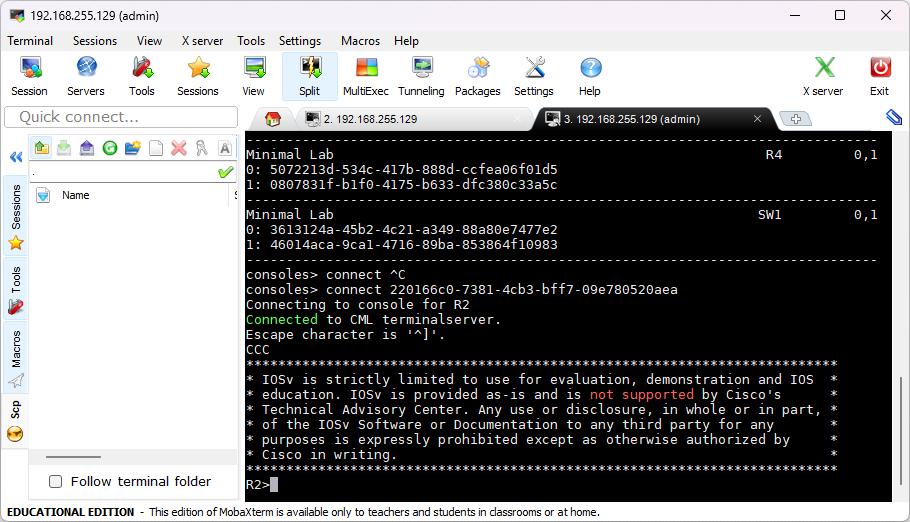 192.168.255.129 (admin)
Terminal Sessions View X server Tools Settings Macros Help
Session Servers Tools Sessions View Split MultiExec Tunneling Packages Settings Help X server Exit
Quick connect...
2. 192.168.255.129
3. 192.168.255.129 (admin)
A
.
Name
Sessions
Tools
Macros
Scp
Follow terminal folder
--------------------------------------------------------------------------------
Minimal Lab R4 0,1
0: 5072213d-534c-417b-888d-ccfea06f01d5
1: 0807831f-b1f0-4175-b633-dfc380c33a5c
--------------------------------------------------------------------------------
Minimal Lab SW1 0,1
0: 3613124a-45b2-4c21-a349-88a80e7477e2
1: 46014aca-9ca1-4716-89ba-853864f10983
--------------------------------------------------------------------------------
consoles> connect ^C
consoles> connect 220166c0-7381-4cb3-bff7-09e780520aea
Connecting to console for R2
Connected to CML terminalserver.
Escape character is '^]'.
CCC
**************************************************************************
* IOSv is strictly limited to use for evaluation, demonstration and IOS *
* education. IOSv is provided as-is and is not supported by Cisco's *
* Technical Advisory Center. Any use or disclosure, in whole or in part, *
* of the IOSv Software or Documentation to any third party for any *
* purposes is expressly prohibited except as otherwise authorized by *
* Cisco in writing. *
**************************************************************************
R2>
EDUCATIONAL EDITION - This edition of MobaXterm is available only to teachers and students in classrooms or at home.